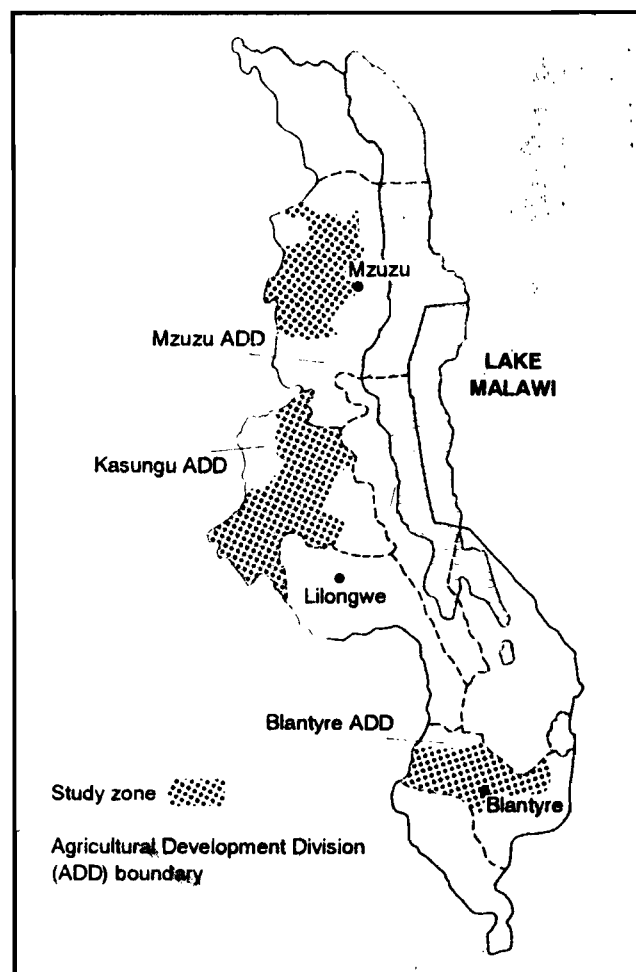 Mzuzu
Mzuzu ADD
LAKE
MALAWI
Kasungu ADD
Lilongwe
Blantyre ADD
Study zone
Blantyre
Agricultural Development Division
(ADD) boundary